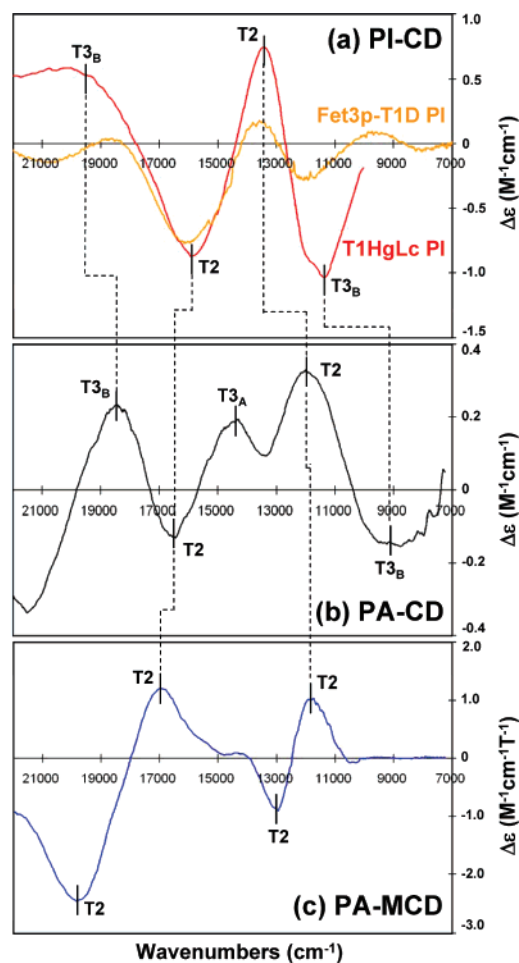 (a) PI-CD
T3B
T2
1.0
0.5
0
-0.5
-1.0
-1.5
Δε (M-1cm-1)
Fet3p-T1D PI
21000 19000 17000 15000 13000 11000 9000 7000
T2
T1HgLc PI
T3B
0.4
0.2
0
-0.2
-0.4
Δε (M-1cm-1)
T3B
T3A
T2
21000 19000 17000 15000 13000 11000 9000 7000
T2
T3B
(b) PA-CD
2.0
1.0
0
-1.0
-2.0
-3.0
Δε (M-1cm-1T-1)
T2
T2
21000 19000 17000 15000 13000 11000 9000 7000
T2
T2
(c) PA-MCD
Wavenumbers (cm-1)